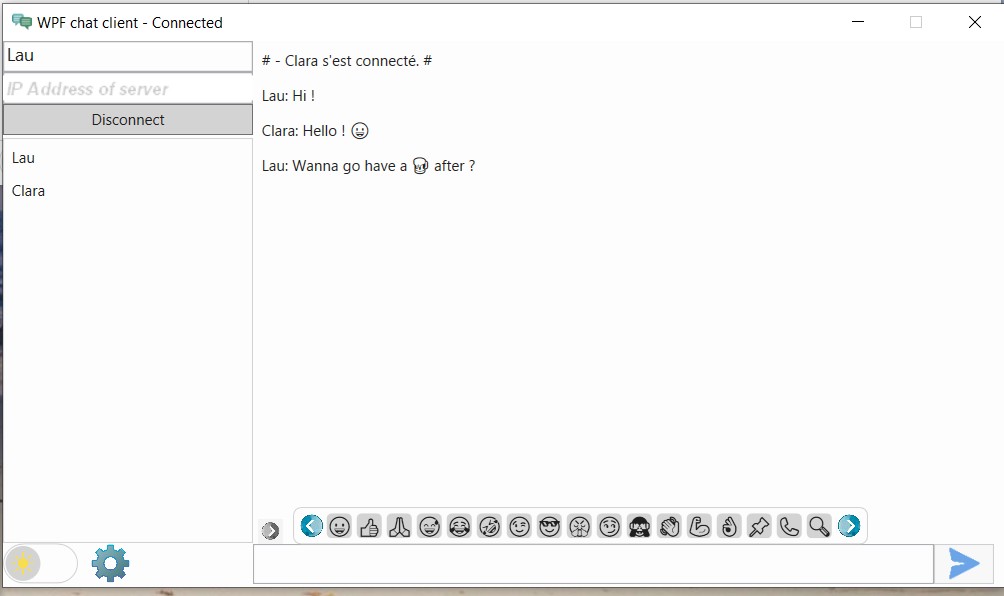 WPF chat client - Connected
Lau
IP Address of server
Disconnect
Lau
Clara
# - Clara s'est connecté. #
Lau: Hi !
Clara: Hello ! 😀
Lau: Wanna go have a 🍺 after ?